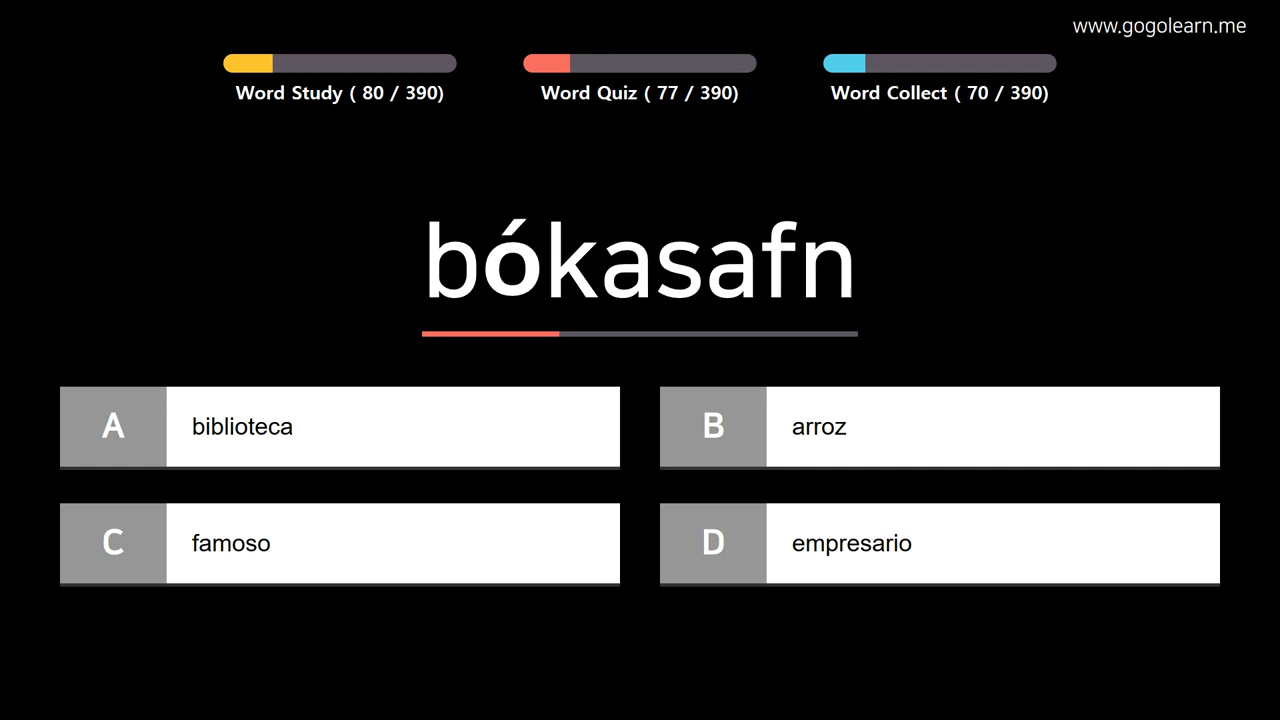 www.gogolearn.me
Word Study ( 80 / 390)
Word Quiz ( 77 / 390)
Word Collect ( 70 / 390)
bókasafn
A biblioteca
B arroz
C famoso
D empresario